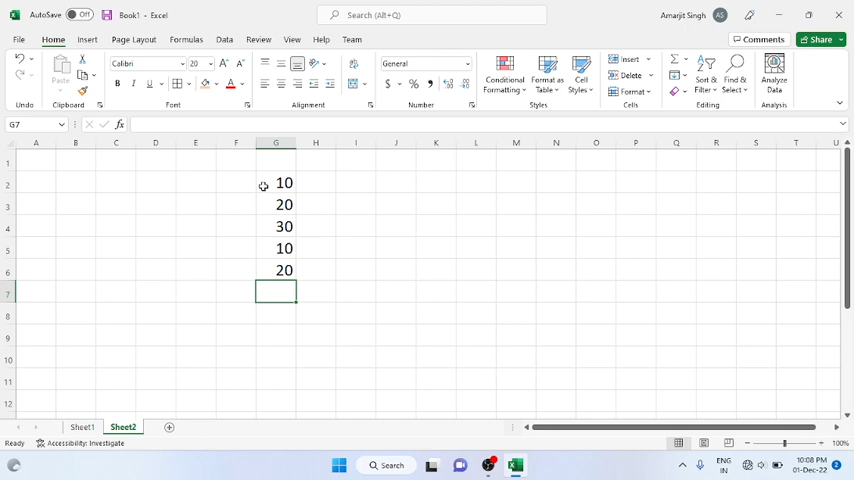 AutoSave Off Book1 - Excel Search (Alt+Q) Amarjit Singh AS
File Home Insert Draw Page Layout Formulas Data Review View Help Team Comments Share
Undo Paste Clipboard
Calibri 20 A A
B I U A Font
Alignment
General
$ % , Number
Conditional Formatting Format as Table Cell Styles Styles
Insert
Delete
Format
Cells
Sort & Filter Find & Select Editing
Analyze Data Analysis
G7 fx
A B C D E F G H I J K L M N O P Q R S T U
1
2 10
3 20
4 30
5 10
6 20
7
8
9
10
11
12
Sheet1 Sheet2
Ready Accessibility: Investigate 100%
Search ENG IN 10:08 PM 01-Dec-22 2